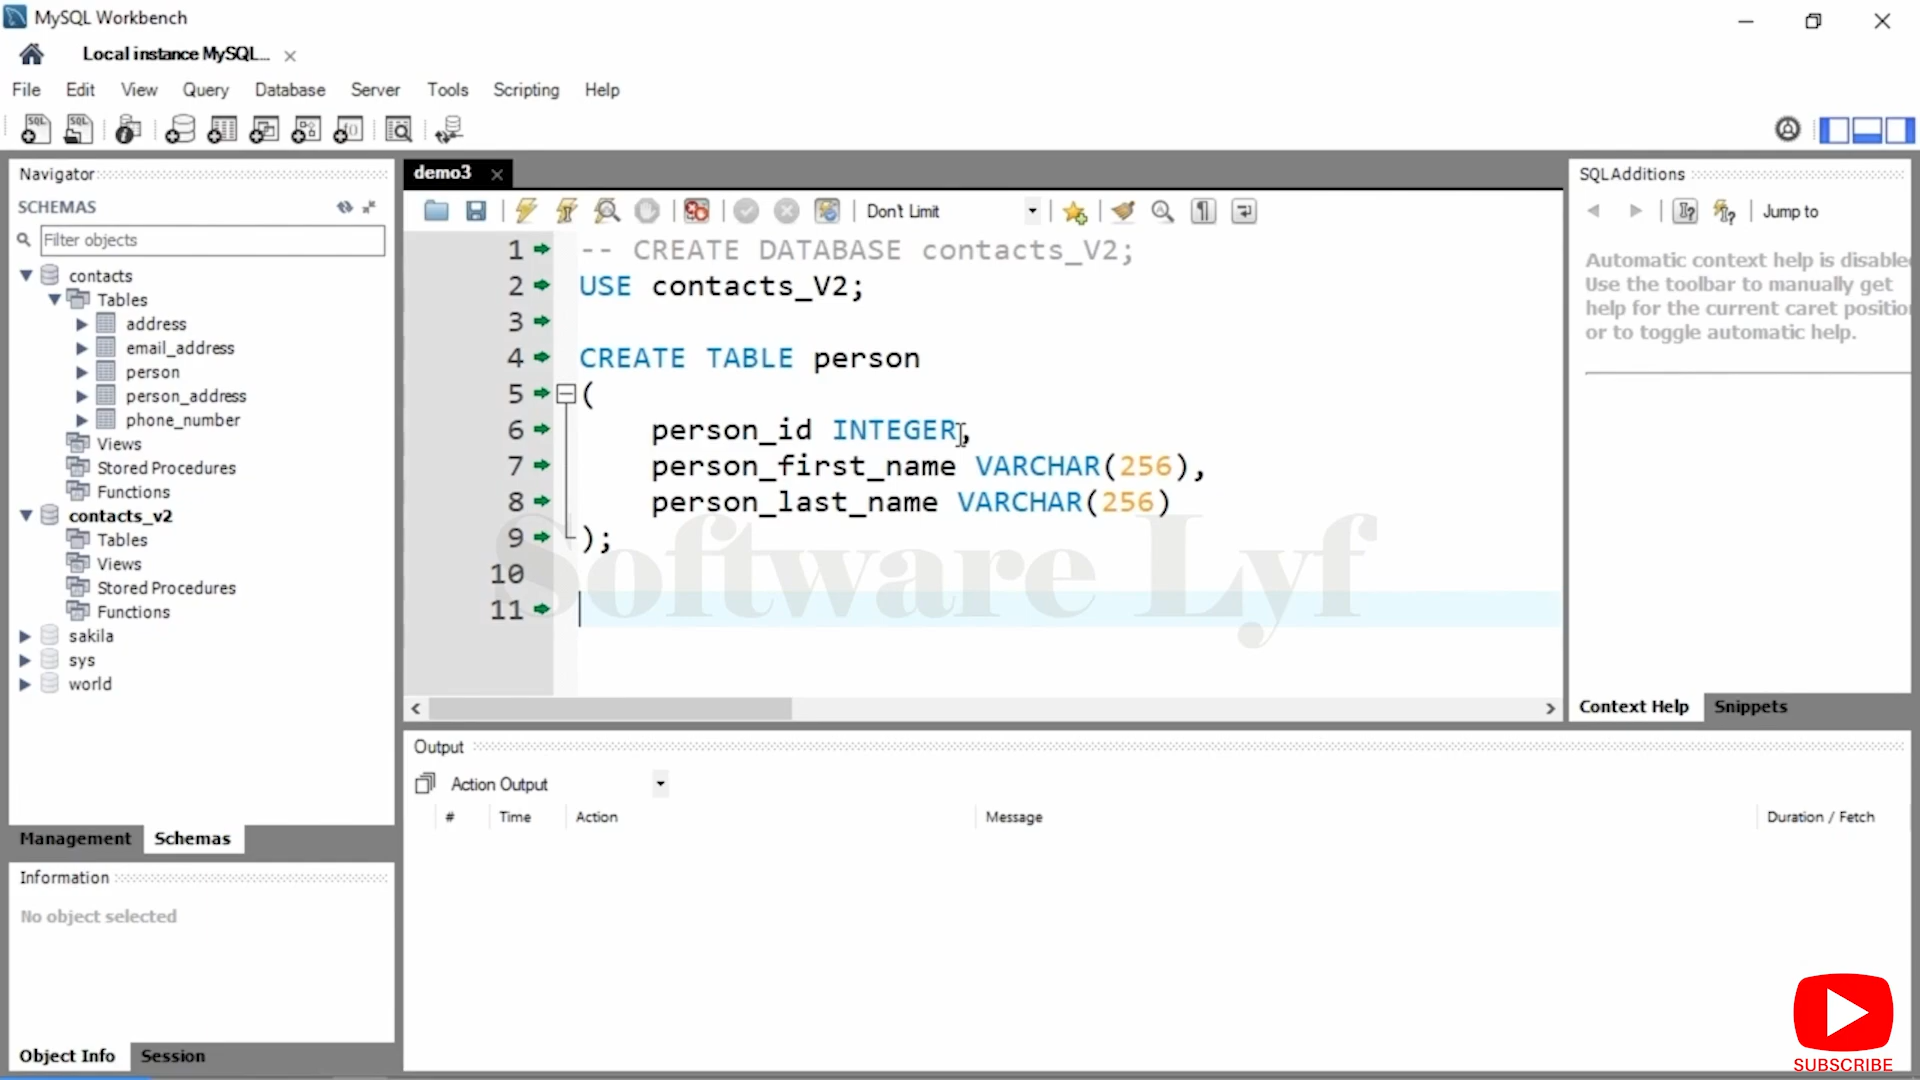 MySQL Workbench
Local instance MySQL...
File Edit View Query Database Server Tools Scripting Help
Navigator
SCHEMAS
Filter objects
contacts
Tables
address
email_address
person
person_address
phone_number
Views
Stored Procedures
Functions
contacts_v2
Tables
Views
Stored Procedures
Functions
sakila
sys
world
Management Schemas
Information
No object selected
Object Info Session
demo3
Don't Limit
1 -- CREATE DATABASE contacts_V2;
2 USE contacts_V2;
3
4 CREATE TABLE person
5 (
6 person_id INTEGER,
7 person_first_name VARCHAR(256),
8 person_last_name VARCHAR(256)
9 );
10
11
Software Lyf
SQLAdditions
Jump to
Automatic context help is disable
Use the toolbar to manually get
help for the current caret positio
or to toggle automatic help.
Context Help Snippets
Output
Action Output
# Time Action Message Duration / Fetch
SUBSCRIBE